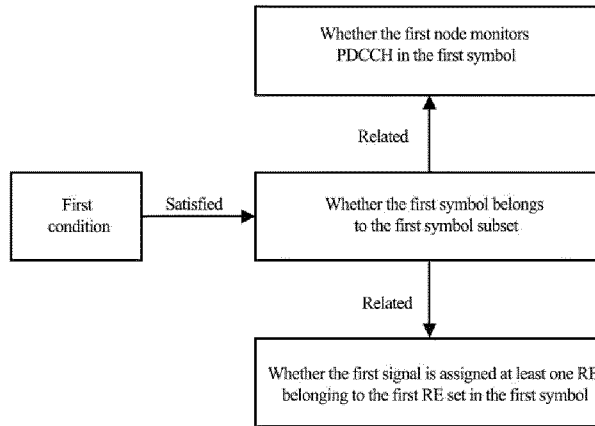 Whether the first node monitors
PDCCH in the first symbol
Related
First
condition
Satisfied
Whether the first symbol belongs
to the first symbol subset
Related
Whether the first signal is assigned at least one RE
belonging to the first RE set in the first symbol